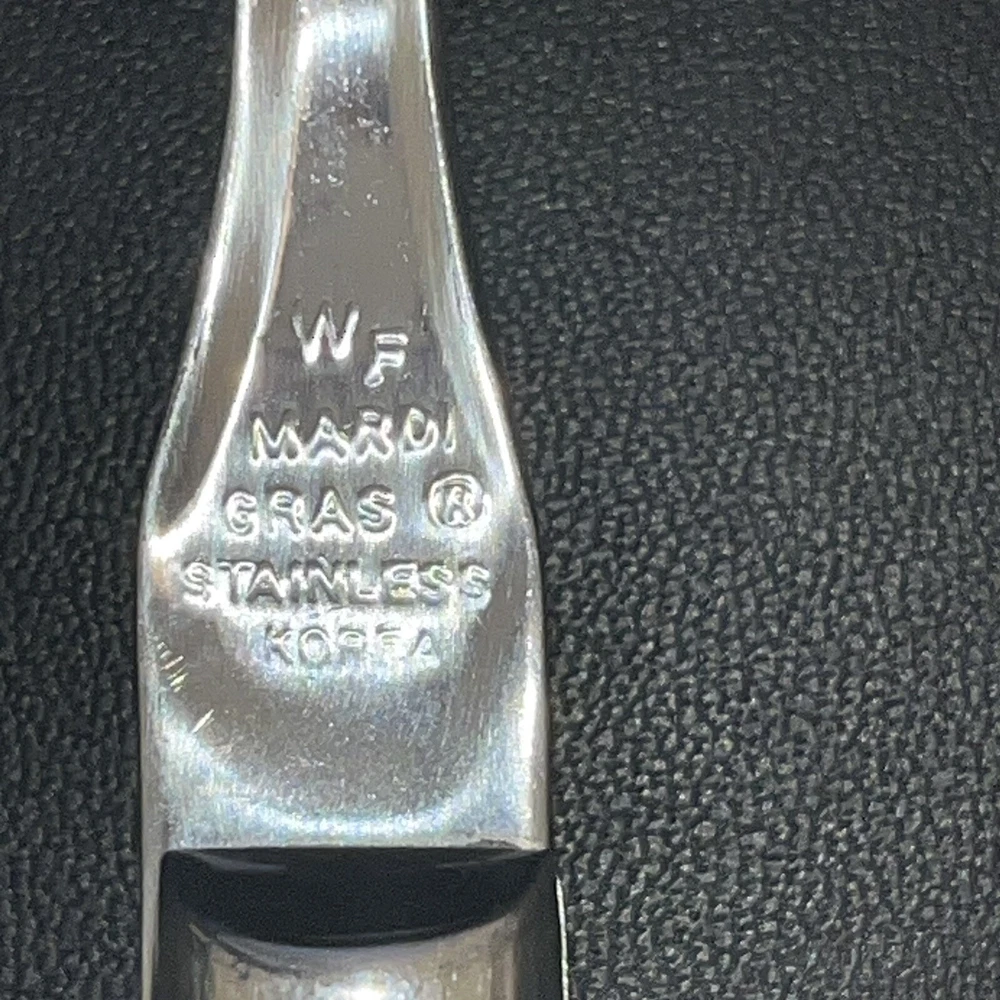 WF
MARDI
GRAS ®
STAINLESS
KOREA